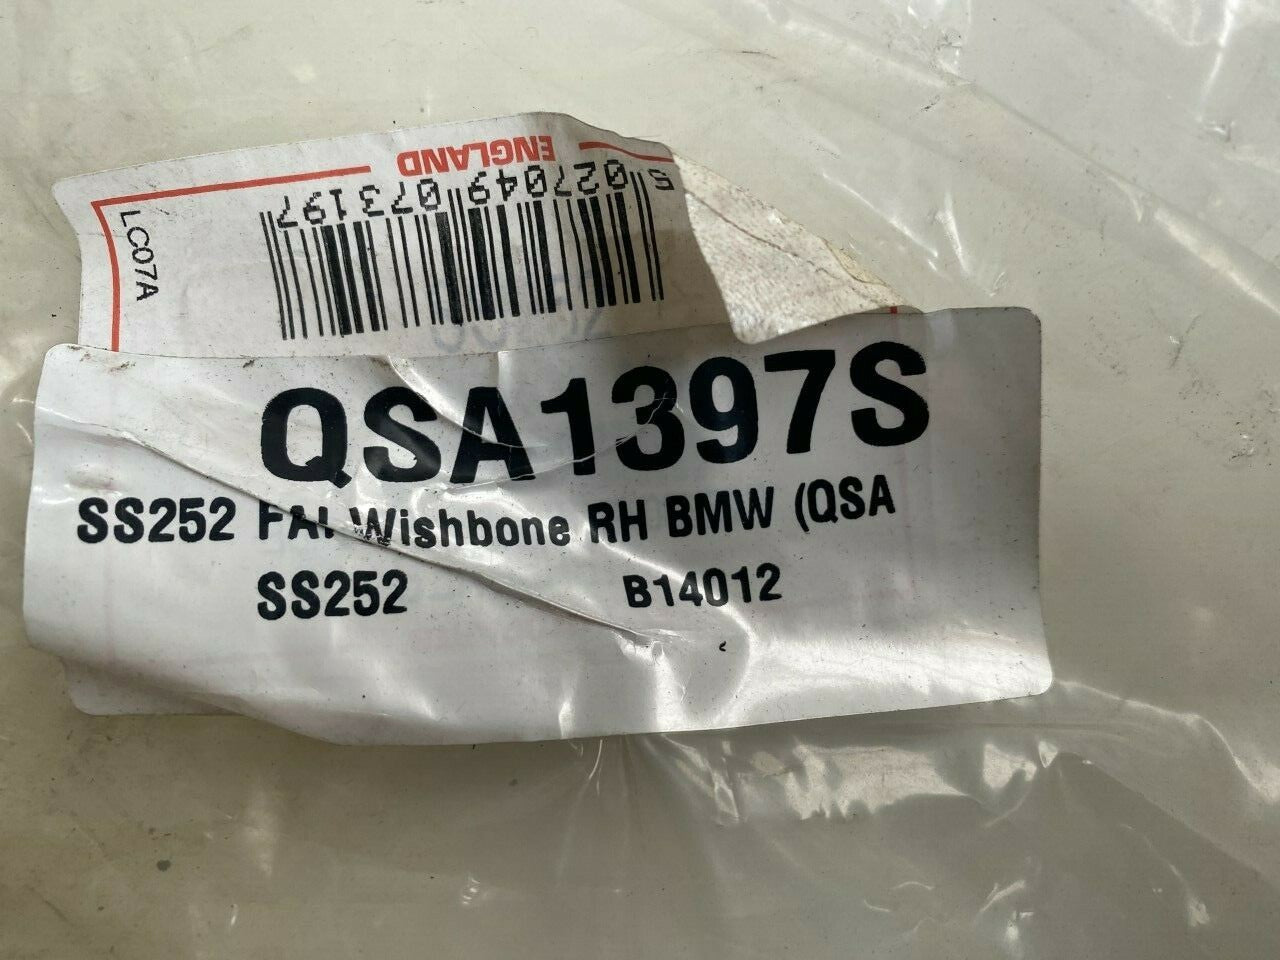 ENGLAND
5 027049 073197
LC07A
QSA1397S
SS252 FAI Wishbone RH BMW (QSA
SS252 B14012